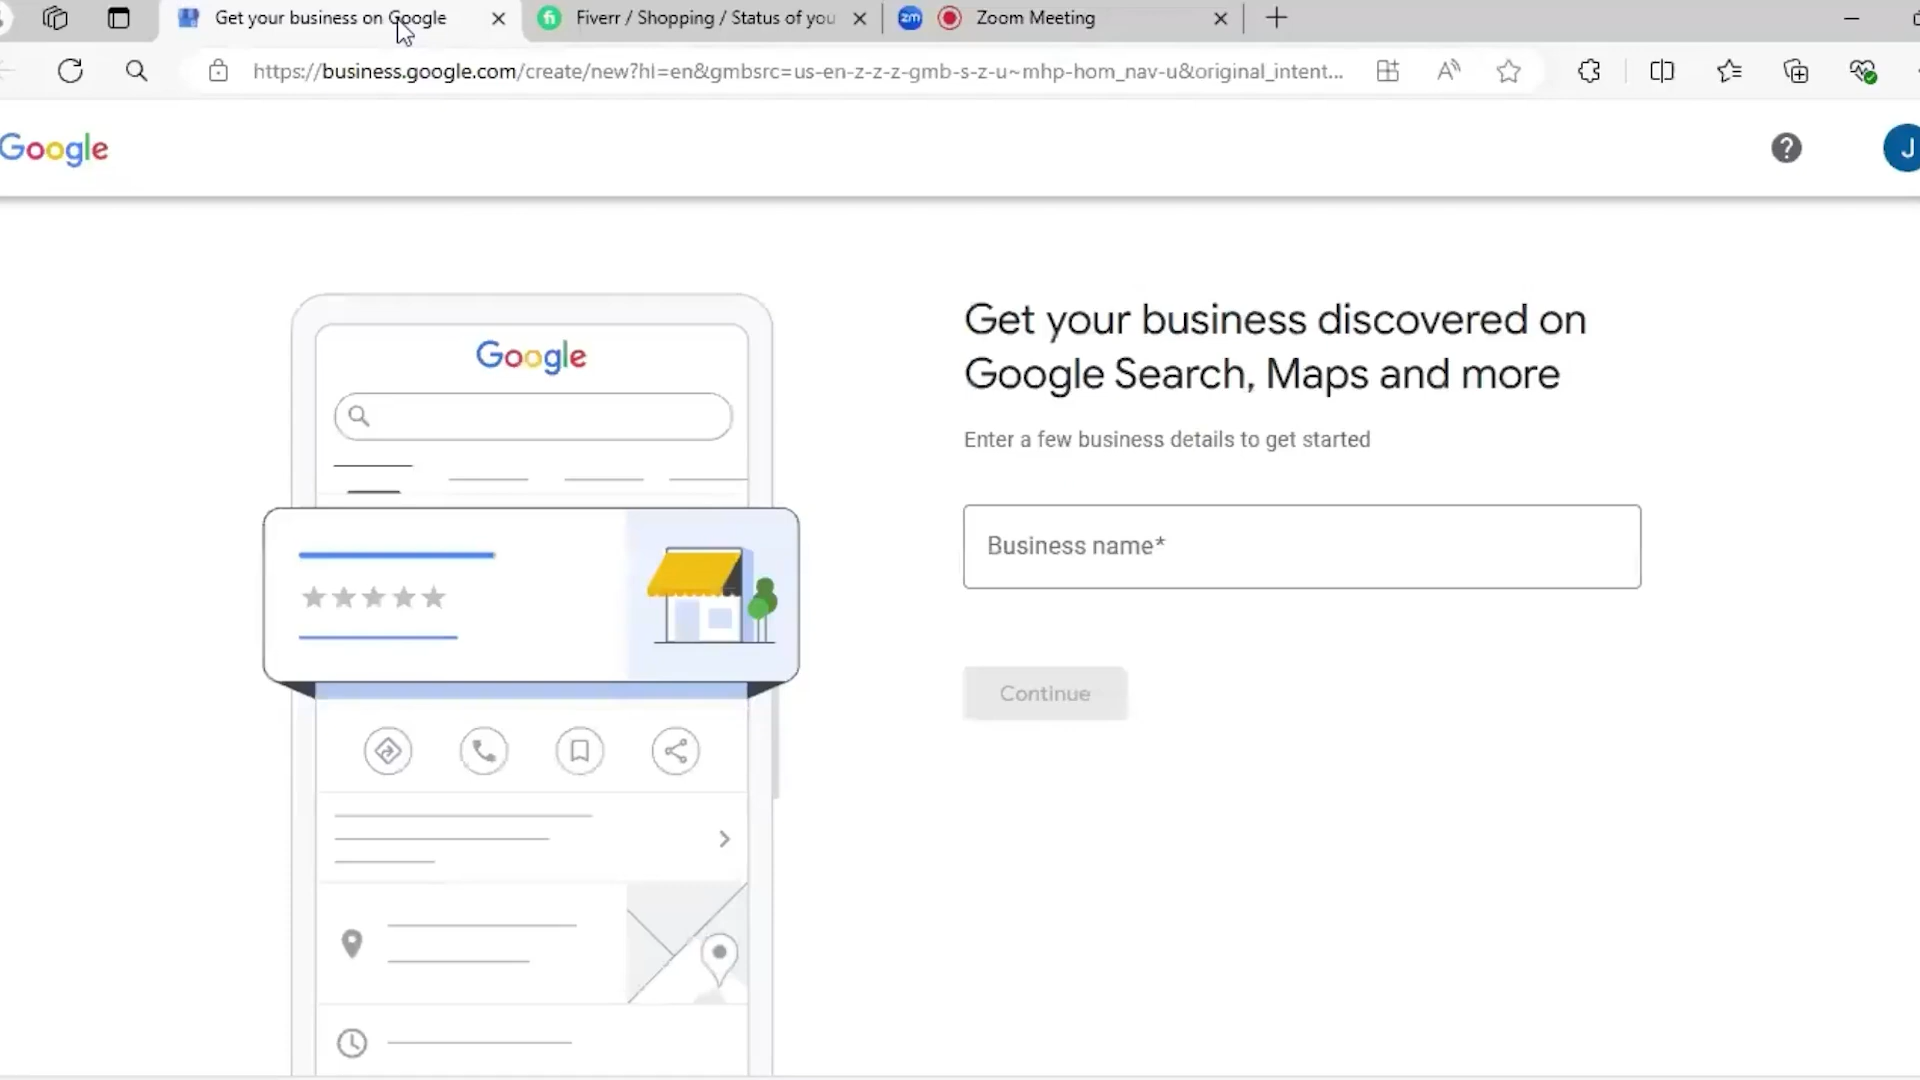 Get your business on Google
Fiverr / Shopping / Status of you
zm
Zoom Meeting
https://business.google.com/create/new?hl=en&gmbsrc=us-en-z-z-z-gmb-s-z-u~mhp-hom_nav-u&original_intent...
Google
J
Google
Get your business discovered on
Google Search, Maps and more
Enter a few business details to get started
Business name*
Continue